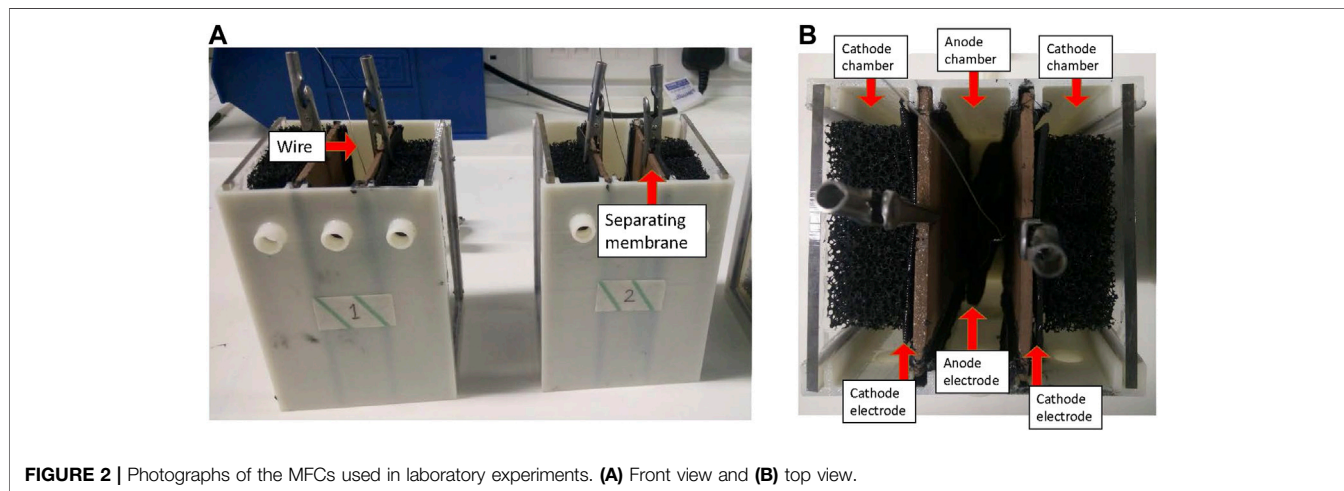 A
Wire
Separating
membrane
1
2
B
Cathode
chamber
Anode
chamber
Cathode
chamber
Cathode
electrode
Anode
electrode
Cathode
electrode
FIGURE 2 | Photographs of the MFCs used in laboratory experiments. (A) Front view and (B) top view.